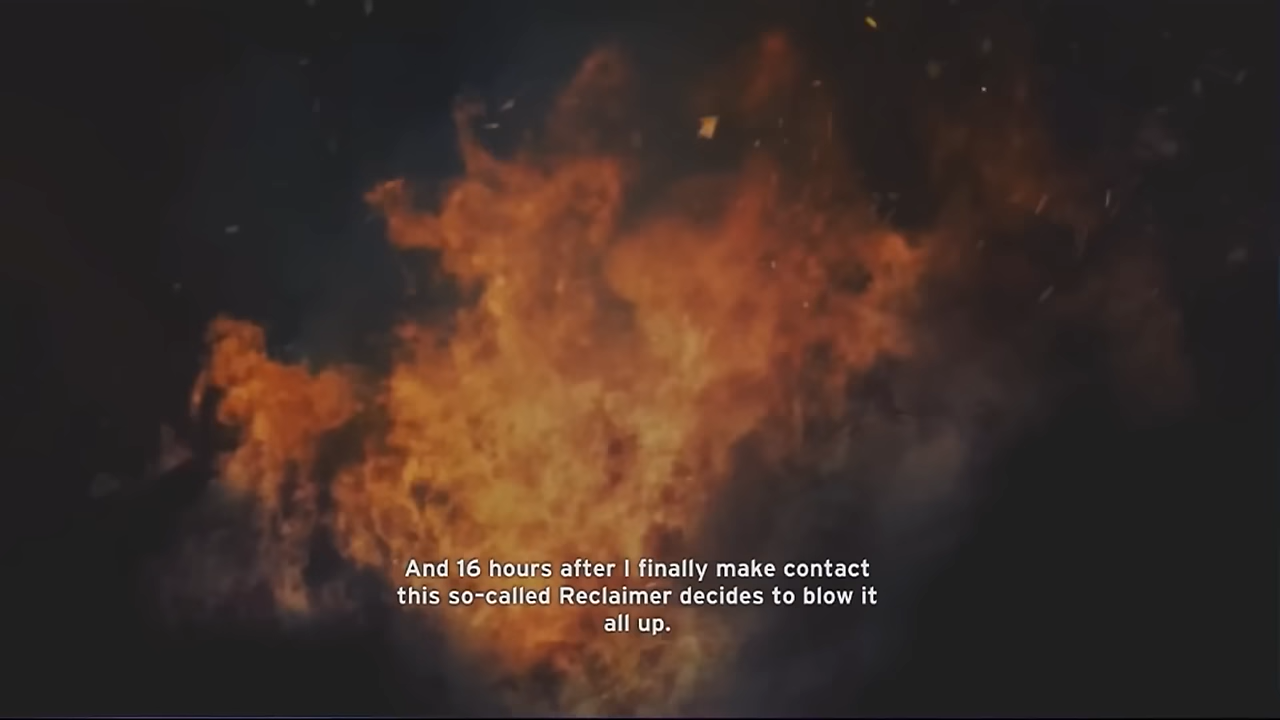 And 16 hours after I finally make contact
this so-called Reclaimer decides to blow it
all up.